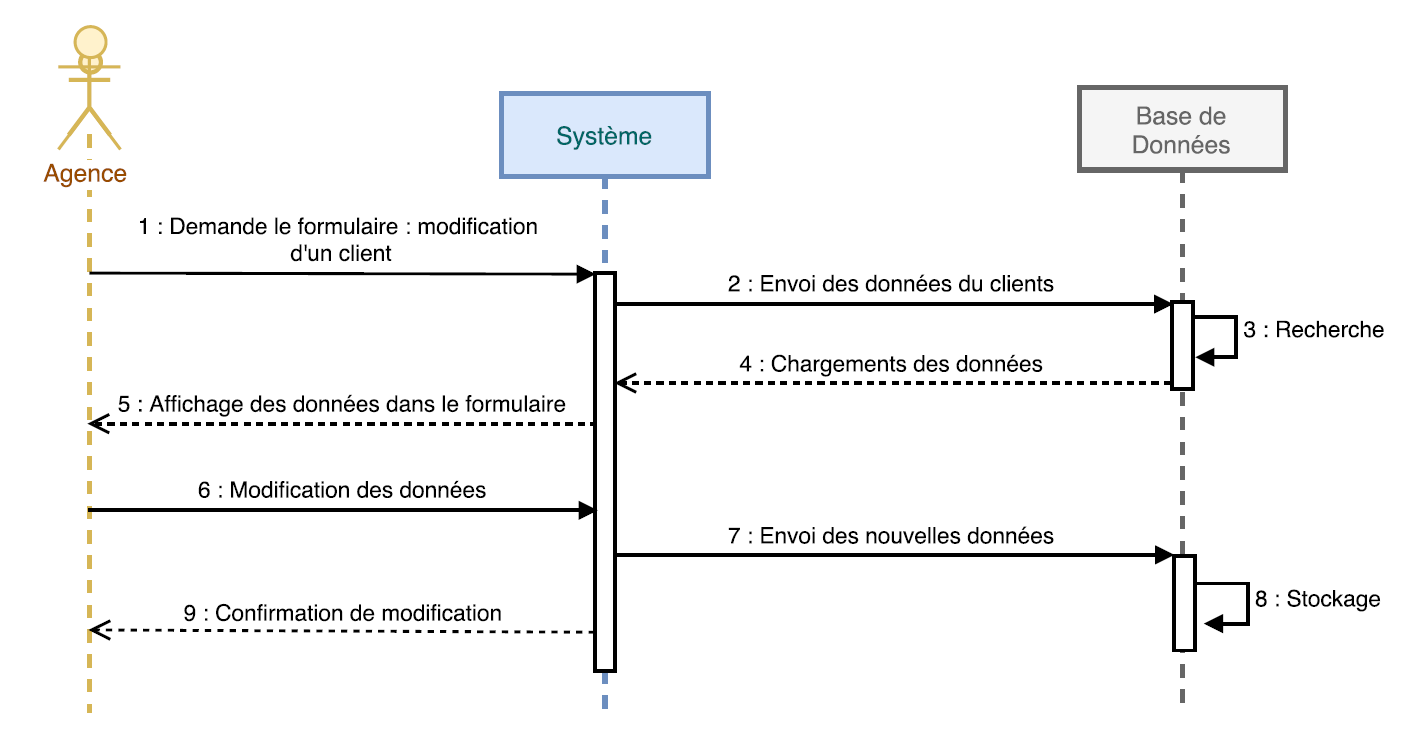 Agence
Système
Base de
Données
1 : Demande le formulaire : modification
d'un client
2 : Envoi des données du clients
3 : Recherche
4 : Chargements des données
5 : Affichage des données dans le formulaire
6 : Modification des données
7 : Envoi des nouvelles données
8 : Stockage
9 : Confirmation de modification